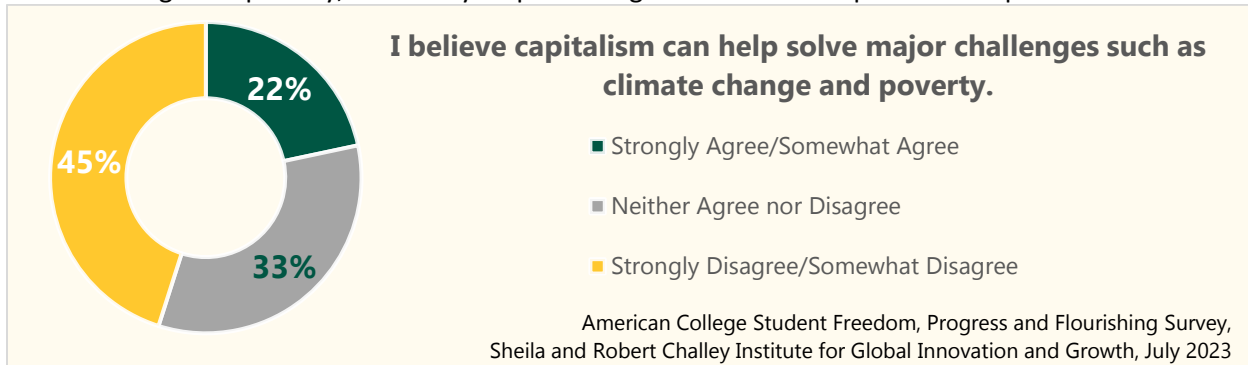 I believe capitalism can help solve major challenges such as
climate change and poverty.
22%
45%
33%
Strongly Agree/Somewhat Agree
Neither Agree nor Disagree
Strongly Disagree/Somewhat Disagree
American College Student Freedom, Progress and Flourishing Survey,
Sheila and Robert Challey Institute for Global Innovation and Growth, July 2023